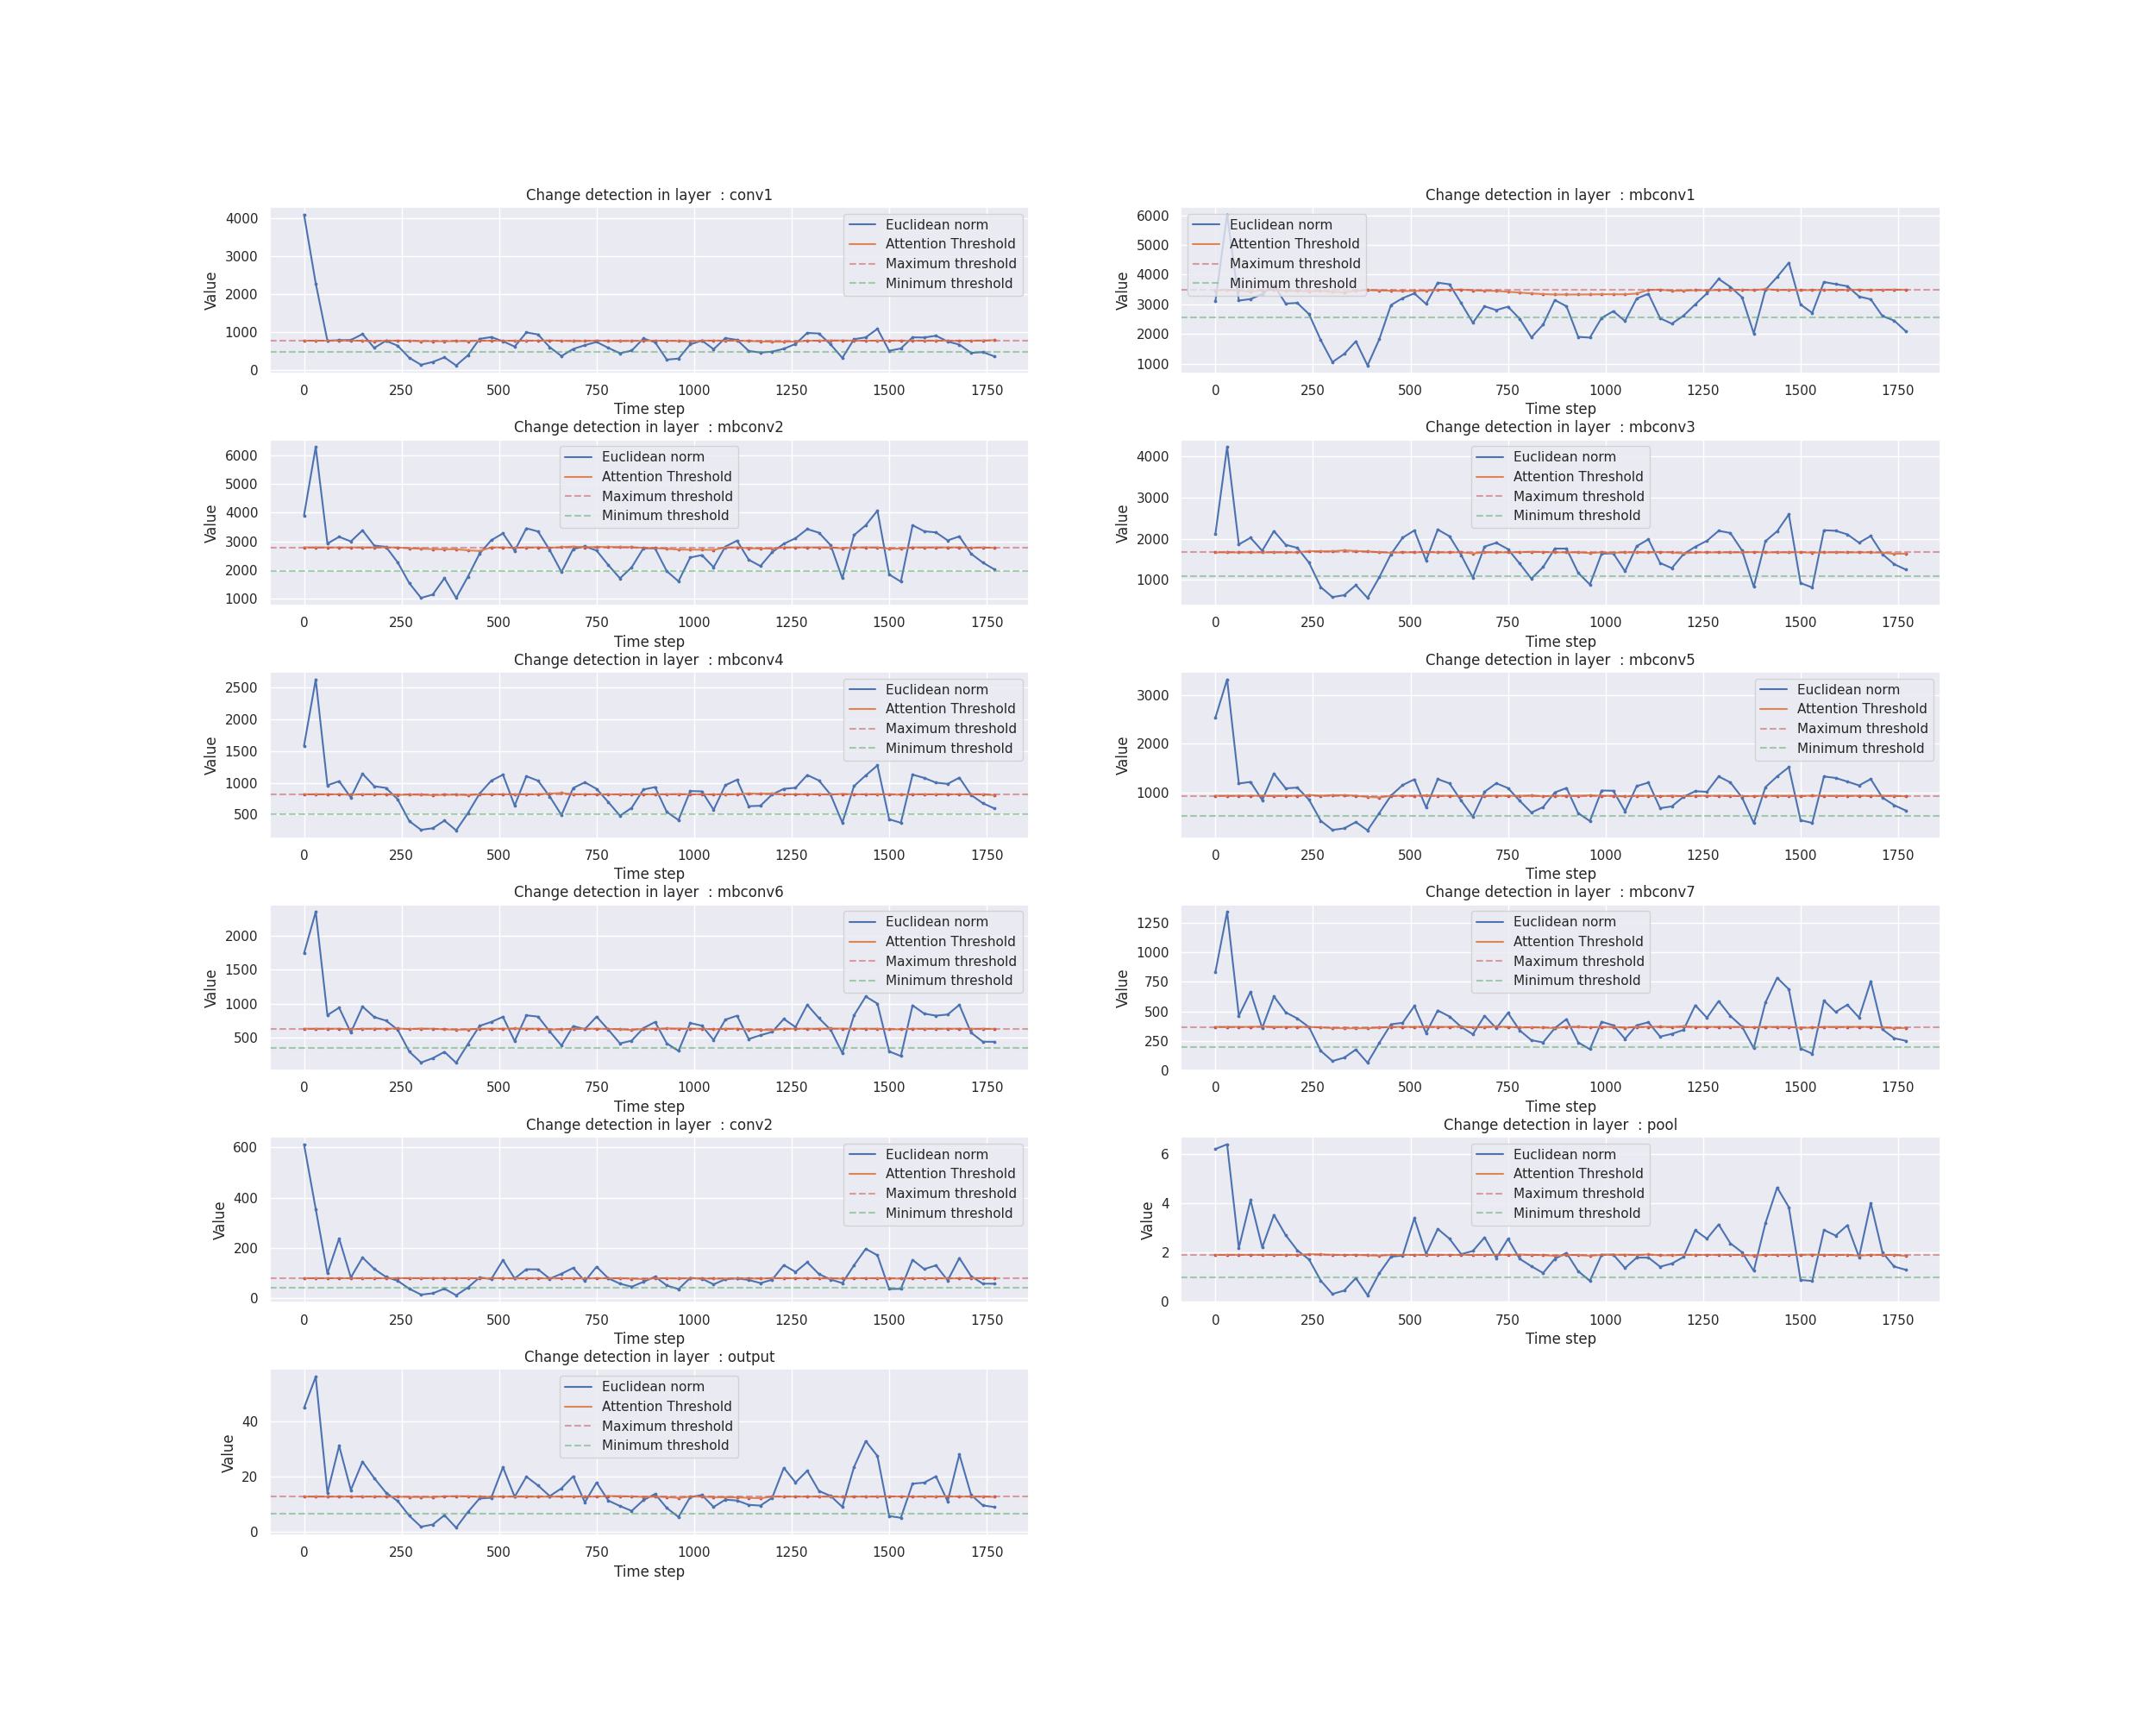 Change detection in layer  : conv1
Value
4000
3000
2000
1000
0
Euclidean norm
Attention Threshold
Maximum threshold
Minimum threshold
0 250 500 750 1000 1250 1500 1750
Time step
Change detection in layer  : mbconv1
Value
6000
5000
4000
3000
2000
1000
Euclidean norm
Attention Threshold
Maximum threshold
Minimum threshold
0 250 500 750 1000 1250 1500 1750
Time step
Change detection in layer  : mbconv2
Value
6000
5000
4000
3000
2000
1000
Euclidean norm
Attention Threshold
Maximum threshold
Minimum threshold
0 250 500 750 1000 1250 1500 1750
Time step
Change detection in layer  : mbconv3
Value
4000
3000
2000
1000
Euclidean norm
Attention Threshold
Maximum threshold
Minimum threshold
0 250 500 750 1000 1250 1500 1750
Time step
Change detection in layer  : mbconv4
Value
2500
2000
1500
1000
500
Euclidean norm
Attention Threshold
Maximum threshold
Minimum threshold
0 250 500 750 1000 1250 1500 1750
Time step
Change detection in layer  : mbconv5
Value
3000
2000
1000
Euclidean norm
Attention Threshold
Maximum threshold
Minimum threshold
0 250 500 750 1000 1250 1500 1750
Time step
Change detection in layer  : mbconv6
Value
2000
1500
1000
500
Euclidean norm
Attention Threshold
Maximum threshold
Minimum threshold
0 250 500 750 1000 1250 1500 1750
Time step
Change detection in layer  : mbconv7
Value
1250
1000
750
500
250
0
Euclidean norm
Attention Threshold
Maximum threshold
Minimum threshold
0 250 500 750 1000 1250 1500 1750
Time step
Change detection in layer  : conv2
Value
600
400
200
0
Euclidean norm
Attention Threshold
Maximum threshold
Minimum threshold
0 250 500 750 1000 1250 1500 1750
Time step
Change detection in layer  : pool
Value
6
4
2
0
Euclidean norm
Attention Threshold
Maximum threshold
Minimum threshold
0 250 500 750 1000 1250 1500 1750
Time step
Change detection in layer  : output
Value
40
20
0
Euclidean norm
Attention Threshold
Maximum threshold
Minimum threshold
0 250 500 750 1000 1250 1500 1750
Time step